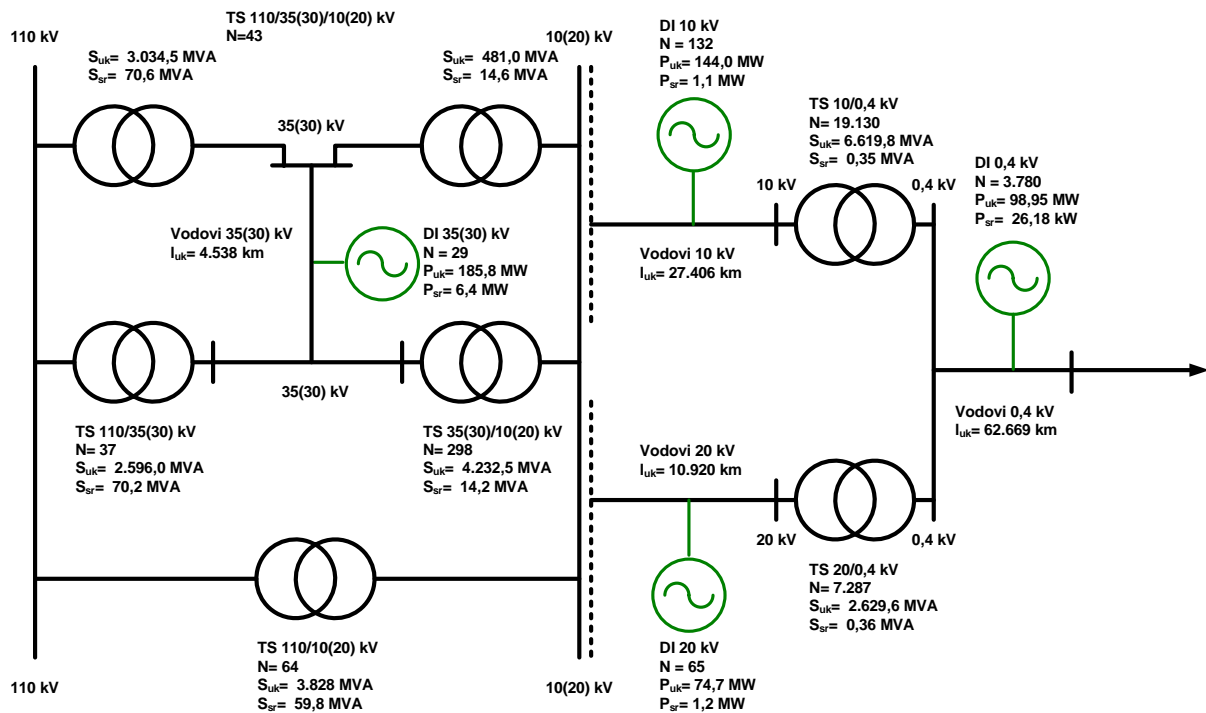 TS 110/35(30)/10(20) kV
N=43
110 kV
10(20) kV
Suk= 3.034,5 MVA
Ssr= 70,6 MVA
Suk= 481,0 MVA
Ssr= 14,6 MVA
35(30) kV
Vodovi 35(30) kV
luk= 4.538 km
DI 35(30) kV
N = 29
Puk= 185,8 MW
Psr= 6,4 MW
35(30) kV
TS 110/35(30) kV
N= 37
Suk= 2.596,0 MVA
Ssr= 70,2 MVA
TS 35(30)/10(20) kV
N= 298
Suk= 4.232,5 MVA
Ssr= 14,2 MVA
TS 110/10(20) kV
N= 64
Suk= 3.828 MVA
Ssr= 59,8 MVA
110 kV
10(20) kV
DI 10 kV
N = 132
Puk= 144,0 MW
Psr= 1,1 MW
TS 10/0,4 kV
N= 19.130
Suk= 6.619,8 MVA
Ssr= 0,35 MVA
10 kV
0,4 kV
Vodovi 10 kV
luk= 27.406 km
DI 0,4 kV
N = 3.780
Puk= 98,95 MW
Psr= 26,18 kW
Vodovi 0,4 kV
luk= 62.669 km
Vodovi 20 kV
luk= 10.920 km
20 kV
0,4 kV
TS 20/0,4 kV
N= 7.287
Suk= 2.629,6 MVA
Ssr= 0,36 MVA
DI 20 kV
N = 65
Puk= 74,7 MW
Psr= 1,2 MW